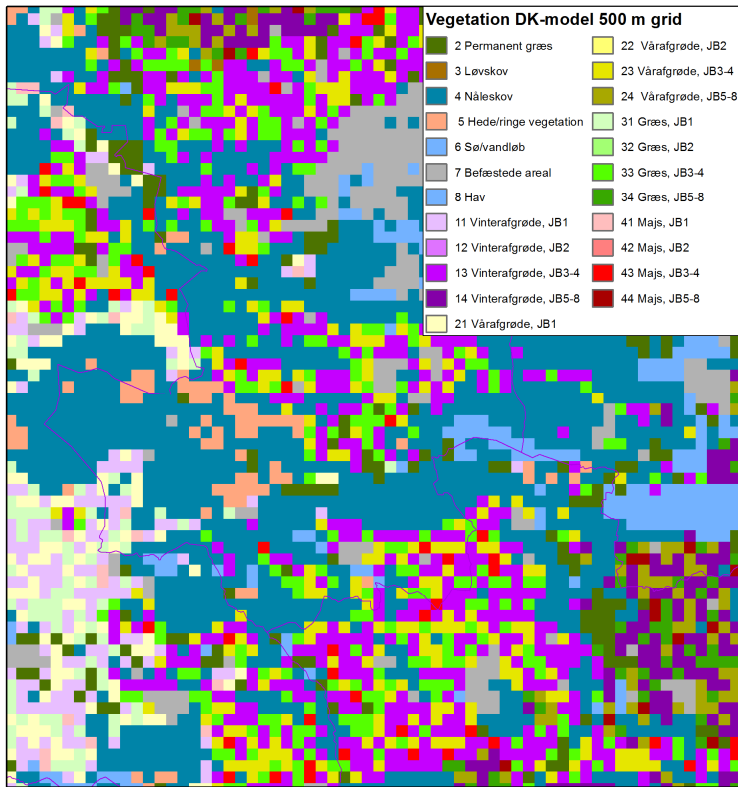 Vegetation DK-model 500 m grid
2 Permanent græs
3 Løvskov
4 Nåleskov
5 Hede/ringe vegetation
6 Sø/vandløb
7 Befæstede areal
8 Hav
11 Vinterafgrøde, JB1
12 Vinterafgrøde, JB2
13 Vinterafgrøde, JB3-4
14 Vinterafgrøde, JB5-8
21 Vårafgrøde, JB1
22 Vårafgrøde, JB2
23 Vårafgrøde, JB3-4
24 Vårafgrøde, JB5-8
31 Græs, JB1
32 Græs, JB2
33 Græs, JB3-4
34 Græs, JB5-8
41 Majs, JB1
42 Majs, JB2
43 Majs, JB3-4
44 Majs, JB5-8